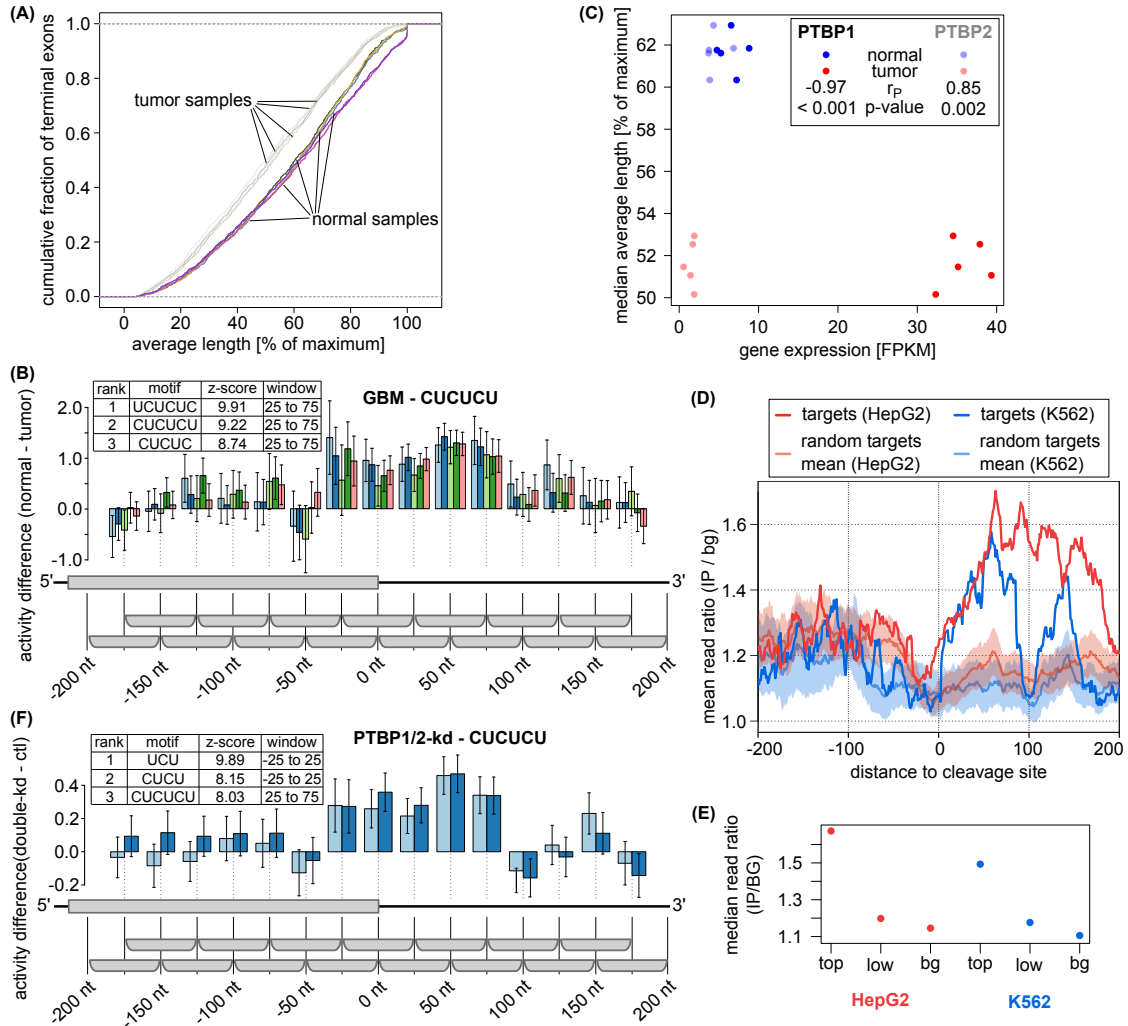 (A)
cumulative fraction of terminal exons
1.0
0.8
0.6
0.4
0.2
0.0
tumor samples
normal samples
0 20 40 60 80 100
average length [% of maximum]
(C)
median average length [% of maximum]
62
60
58
56
54
52
50
PTBP1 PTBP2
normal
tumor
-0.97 rP 0.85
< 0.001 p-value 0.002
0 10 20 30 40
gene expression [FPKM]
(B)
activity difference (normal - tumor)
rank motif z-score window
1 UCUCUC 9.91 25 to 75
2 CUCUCU 9.22 25 to 75
3 CUCUC 8.74 25 to 75
GBM - CUCUCU
2.0
1.0
0.0
-1.0
5' 3'
-200 nt -150 nt -100 nt -50 nt 0 nt 50 nt 100 nt 150 nt 200 nt
(D)
targets (HepG2) targets (K562)
random targets mean (HepG2) random targets mean (K562)
mean read ratio (IP / bg)
1.6
1.4
1.2
1.0
-200 -100 0 100 200
distance to cleavage site
(F)
activity difference(double-kd - ctl)
rank motif z-score window
1 UCU 9.89 -25 to 25
2 CUCU 8.15 -25 to 25
3 CUCUCU 8.03 25 to 75
PTBP1/2-kd - CUCUCU
0.4
0.2
0.0
-0.2
5' 3'
-200 nt -150 nt -100 nt -50 nt 0 nt 50 nt 100 nt 150 nt 200 nt
(E)
median read ratio
(IP/BG)
1.5
1.3
1.1
top low bg top low bg
HepG2 K562